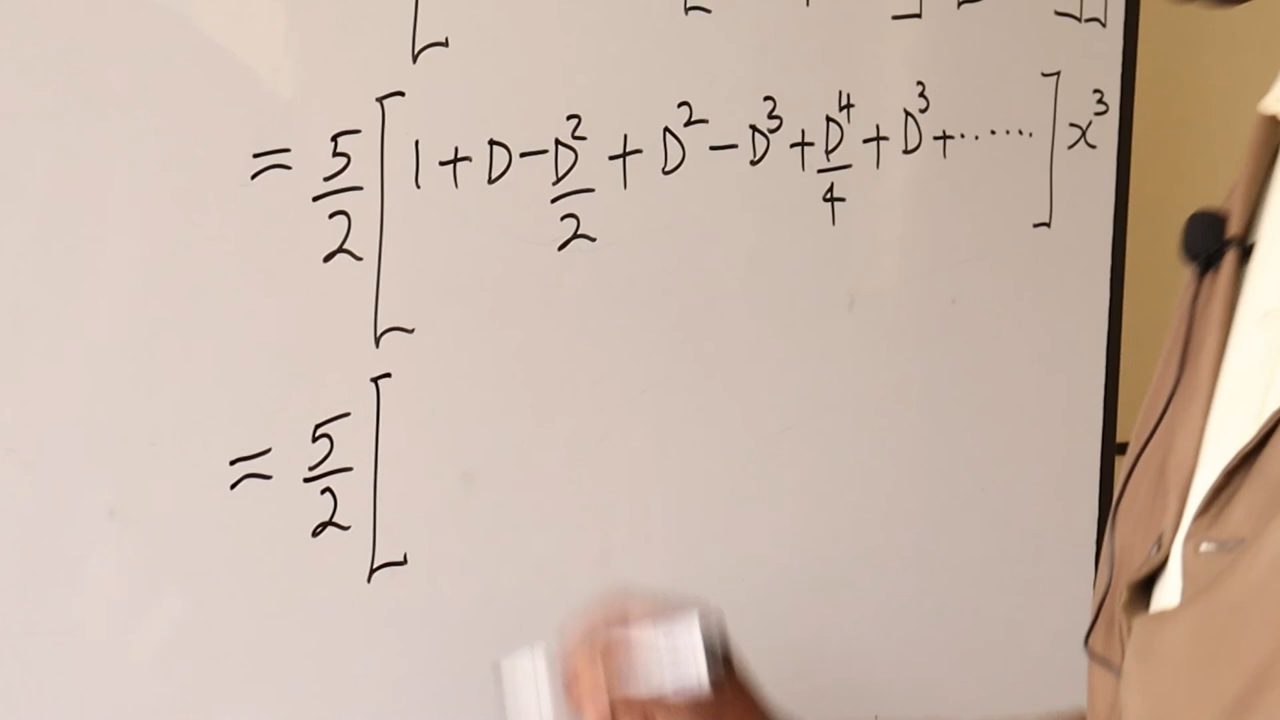 = 5/2 [ 1 + D - D²/2 + D² - D³ + D⁴/4 + D³ + ...... ] x³
= 5/2 [